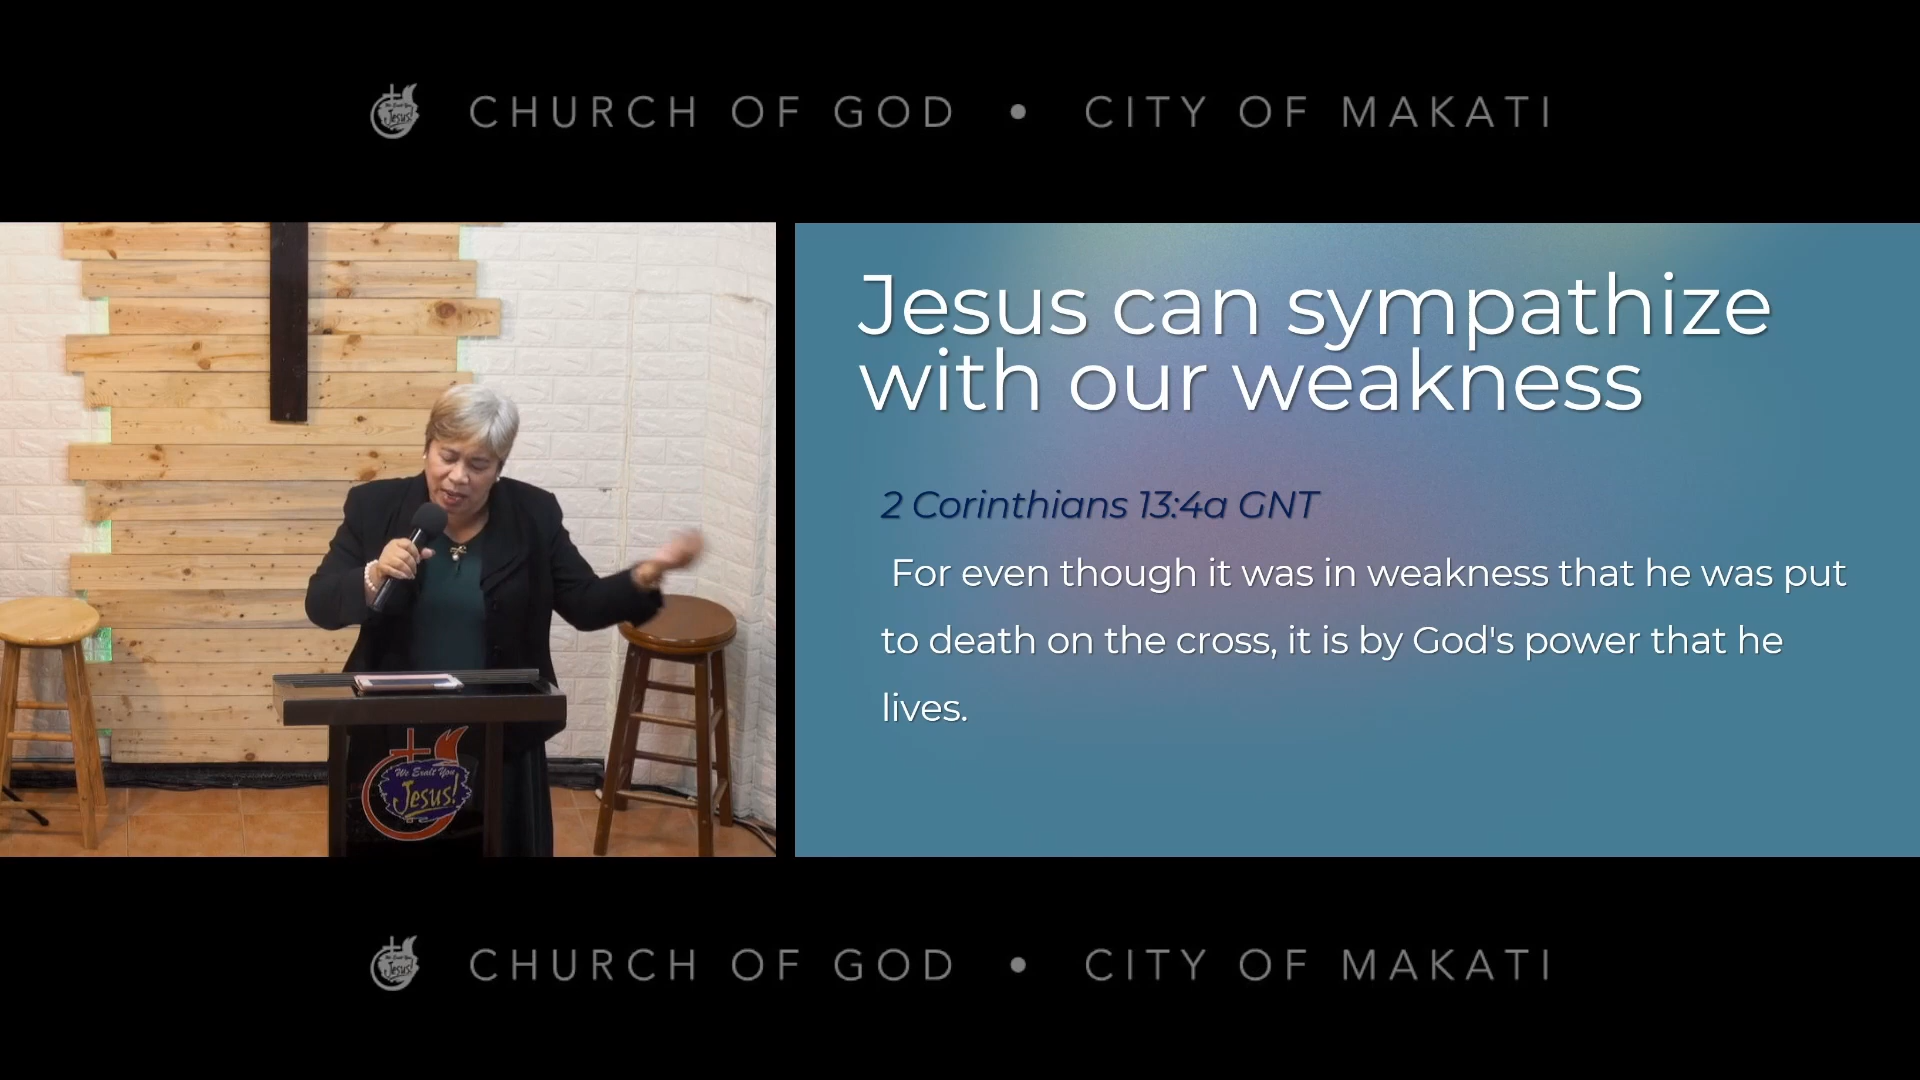 CHURCH OF GOD • CITY OF MAKATI
Jesus can sympathize
with our weakness
2 Corinthians 13:4a GNT
For even though it was in weakness that he was put
to death on the cross, it is by God's power that he
lives.
We Exalt You
Jesus!
CHURCH OF GOD • CITY OF MAKATI